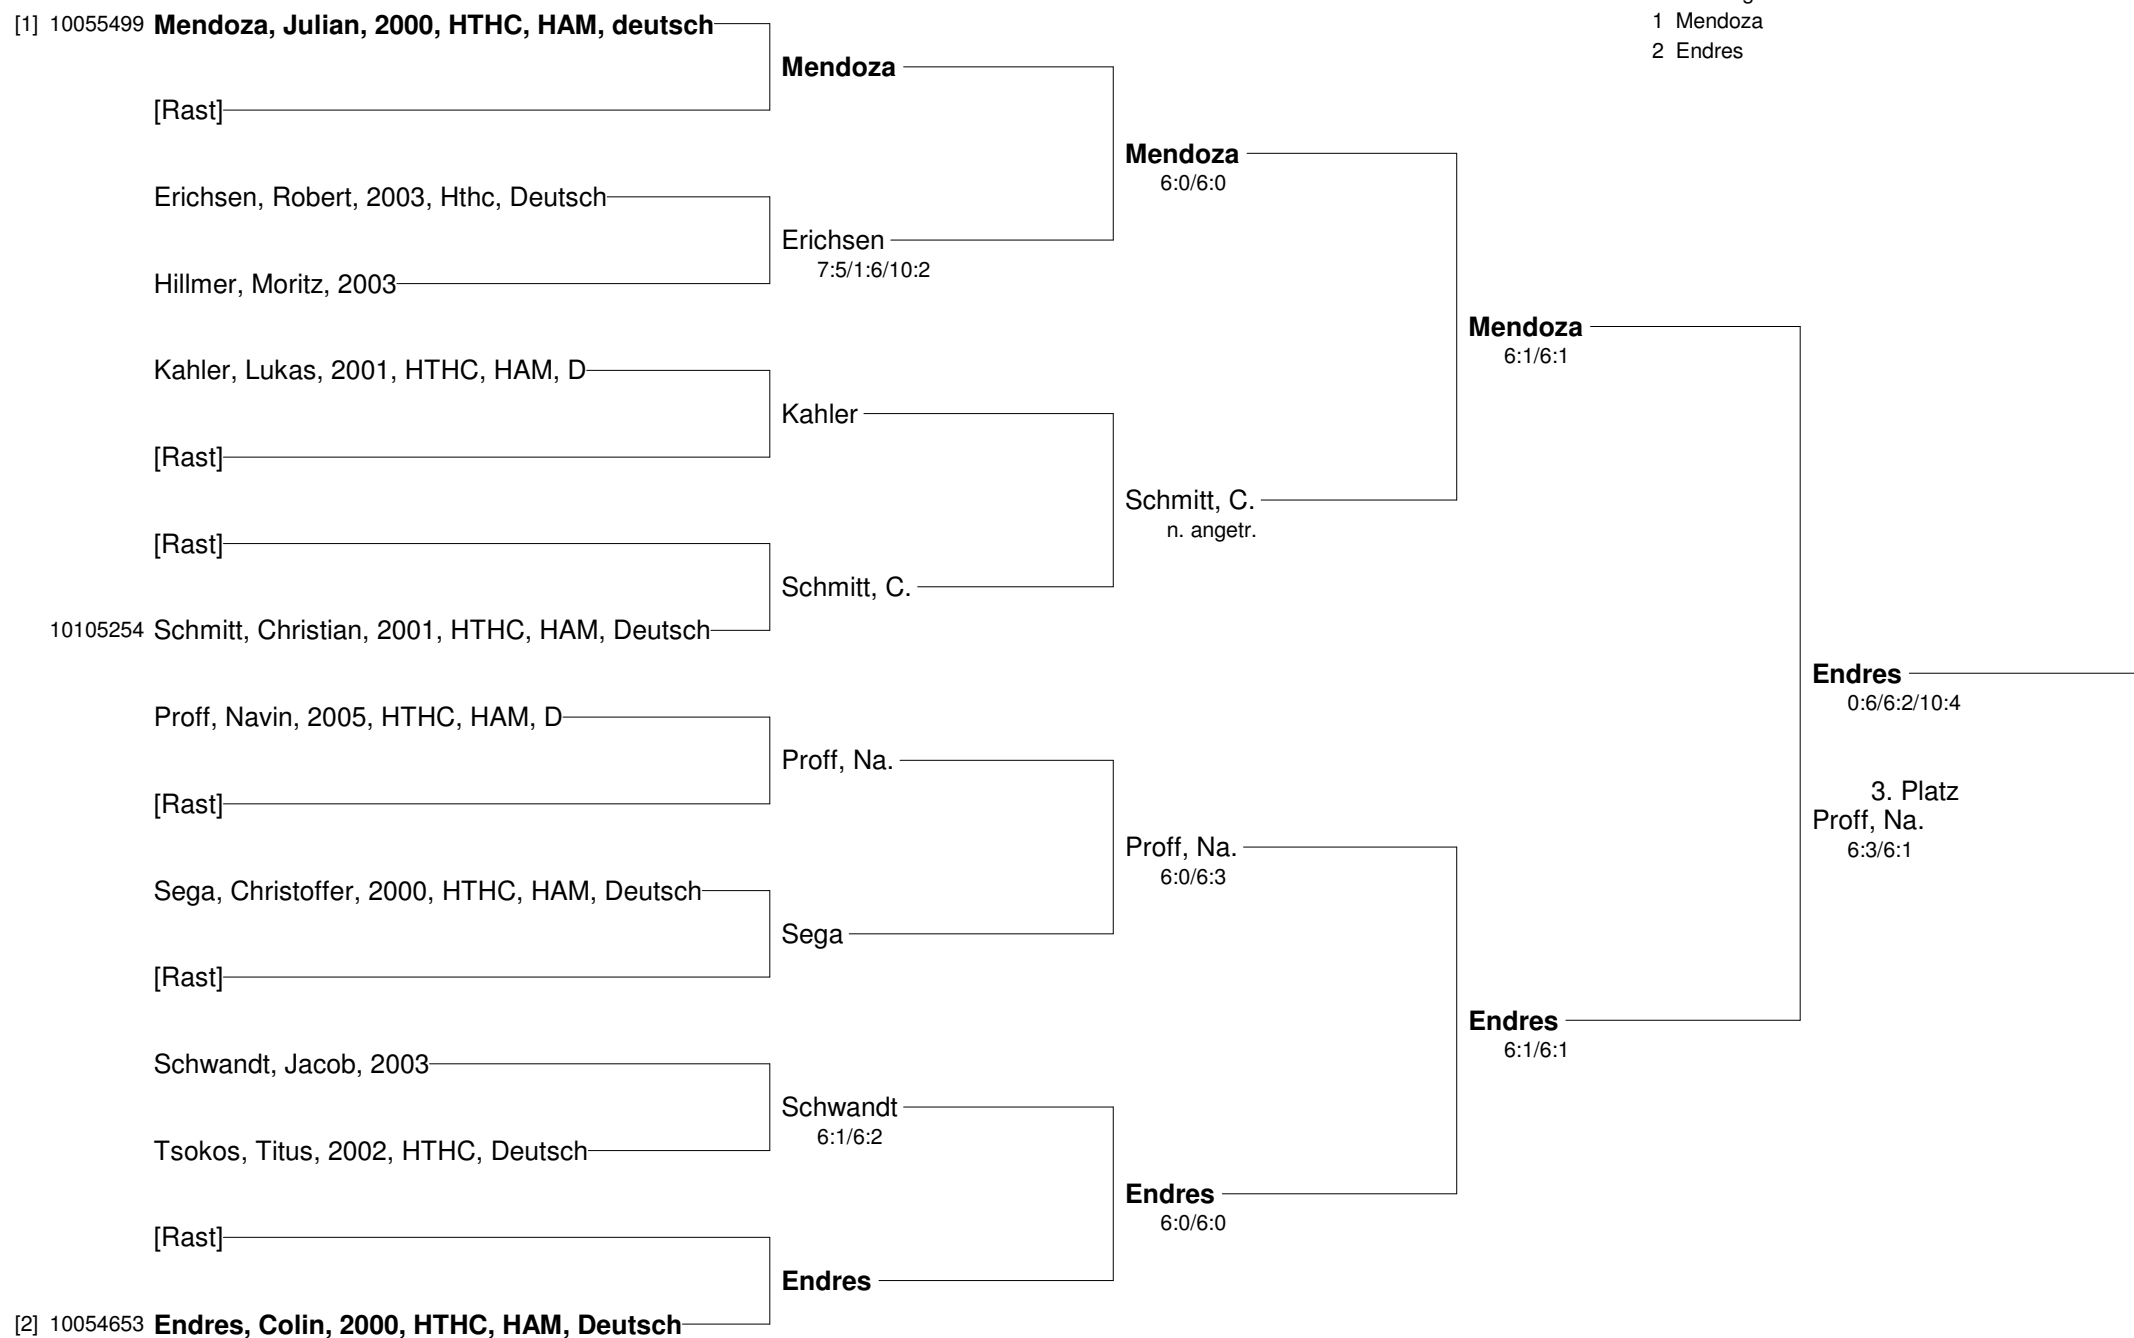 [1] 10055499 Mendoza, Julian, 2000, HTHC, HAM, deutsch
[Rast]
Erichsen, Robert, 2003, Hthc, Deutsch
Hillmer, Moritz, 2003
Kahler, Lukas, 2001, HTHC, HAM, D
[Rast]
[Rast]
10105254 Schmitt, Christian, 2001, HTHC, HAM, Deutsch
Proff, Navin, 2005, HTHC, HAM, D
[Rast]
Sega, Christoffer, 2000, HTHC, HAM, Deutsch
[Rast]
Schwandt, Jacob, 2003
Tsokos, Titus, 2002, HTHC, Deutsch
[Rast]
[2] 10054653 Endres, Colin, 2000, HTHC, HAM, Deutsch
Mendoza
Erichsen
7:5/1:6/10:2
Kahler
Schmitt, C.
Proff, Na.
Sega
Schwandt
6:1/6:2
Endres
Mendoza
6:0/6:0
Schmitt, C.
n. angetr.
Proff, Na.
6:0/6:3
Endres
6:0/6:0
Mendoza
6:1/6:1
Endres
6:1/6:1
1 Mendoza
2 Endres
Endres
0:6/6:2/10:4
3. Platz
Proff, Na.
6:3/6:1